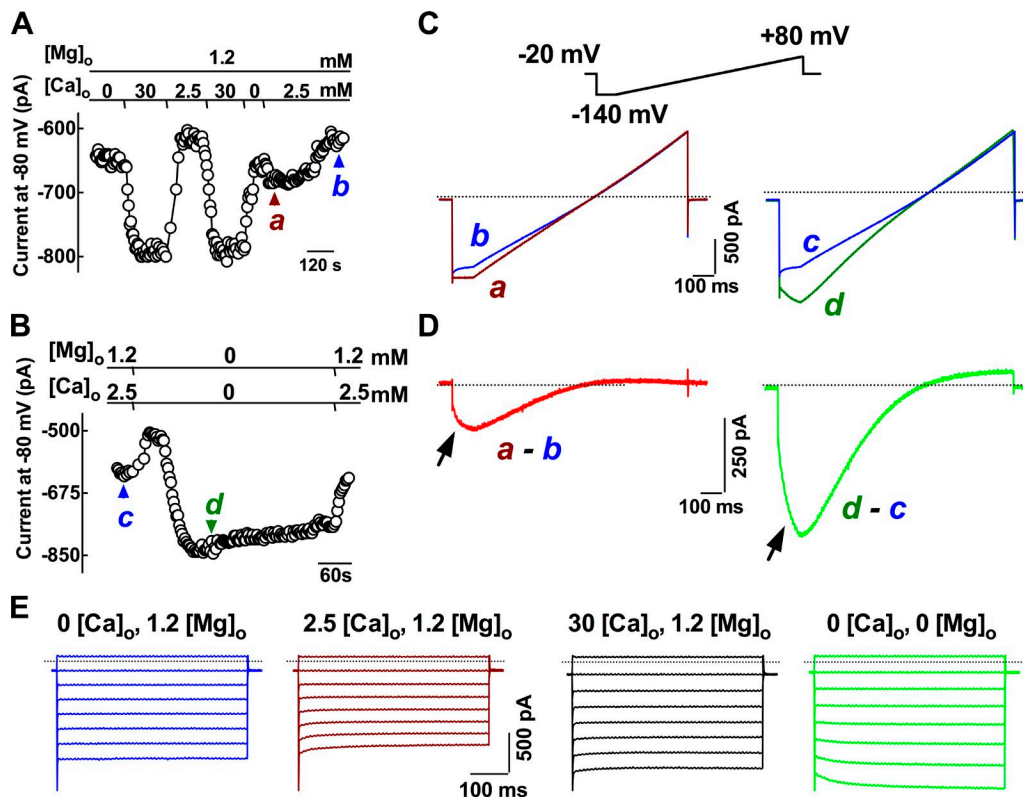 A
[Mg]o 1.2 mM
[Ca]o 0 30 2.5 30 0 2.5 mM
Current at -80 mV (pA)
-600
-700
-800
a
b
120 s
B
[Mg]o 1.2 0 1.2 mM
[Ca]o 2.5 0 2.5 mM
Current at -80 mV (pA)
-500
-675
-850
c
d
60s
C
-20 mV
+80 mV
-140 mV
b
a
500 pA
100 ms
c
d
D
a - b
250 pA
100 ms
d - c
E
0 [Ca]o, 1.2 [Mg]o
2.5 [Ca]o, 1.2 [Mg]o
30 [Ca]o, 1.2 [Mg]o
0 [Ca]o, 0 [Mg]o
500 pA
100 ms